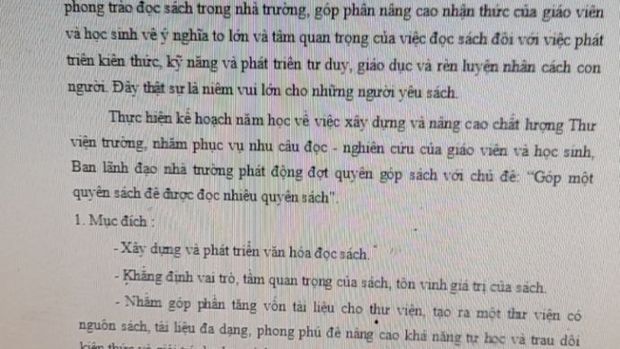 phong trào đọc sách trong nhà trường, góp phần nâng cao nhận thức của giáo viên
và học sinh về ý nghĩa to lớn và tầm quan trọng của việc đọc sách đối với việc phát
triển kiến thức, kỹ năng và phát triển tư duy, giáo dục và rèn luyện nhân cách con
người. Đây thật sự là niềm vui lớn cho những người yêu sách.
Thực hiện kế hoạch năm học về việc xây dựng và nâng cao chất lượng Thư
viện trường, nhằm phục vụ nhu cầu đọc - nghiên cứu của giáo viên và học sinh,
Ban lãnh đạo nhà trường phát động đợt quyên góp sách với chủ đề: “Góp một
quyển sách để được đọc nhiều quyển sách”.
1. Mục đích :
- Xây dựng và phát triển văn hóa đọc sách.
- Khẳng định vai trò, tầm quan trọng của sách, tôn vinh giá trị của sách.
- Nhằm góp phần tăng vốn tài liệu cho thư viện, tạo ra một thư viện có
nguồn sách, tài liệu đa dạng, phong phú để nâng cao khả năng tự học và trau dồi
kiến thức